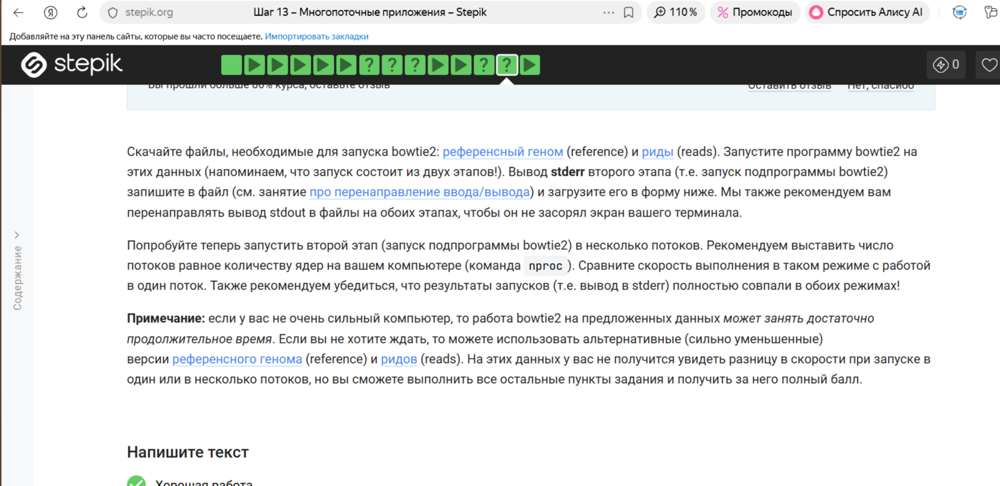 stepik.org
Шаг 13 – Многопоточные приложения – Stepik
110 %
Промокоды
Спросить Алису AI
Добавляйте на эту панель сайты, которые вы часто посещаете. Импортировать закладки
stepik
? ? ? ? ?
0
Вы прошли больше 80% курса, оставьте отзыв
Оставить отзыв Нет, спасибо
Содержание
Скачайте файлы, необходимые для запуска bowtie2: референсный геном (reference) и риды (reads). Запустите программу bowtie2 на
этих данных (напоминаем, что запуск состоит из двух этапов!). Вывод stderr второго этапа (т.е. запуск подпрограммы bowtie2)
запишите в файл (см. занятие про перенаправление ввода/вывода) и загрузите его в форму ниже. Мы также рекомендуем вам
перенаправлять вывод stdout в файлы на обоих этапах, чтобы он не засорял экран вашего терминала.
Попробуйте теперь запустить второй этап (запуск подпрограммы bowtie2) в несколько потоков. Рекомендуем выставить число
потоков равное количеству ядер на вашем компьютере (команда nproc ). Сравните скорость выполнения в таком режиме с работой
в один поток. Также рекомендуем убедиться, что результаты запусков (т.е. вывод в stderr) полностью совпали в обоих режимах!
Примечание: если у вас не очень сильный компьютер, то работа bowtie2 на предложенных данных может занять достаточно
продолжительное время. Если вы не хотите ждать, то можете использовать альтернативные (сильно уменьшенные)
версии референсного генома (reference) и ридов (reads). На этих данных у вас не получится увидеть разницу в скорости при запуске в
один или в несколько потоков, но вы сможете выполнить все остальные пункты задания и получить за него полный балл.
Напишите текст
Хорошая работа